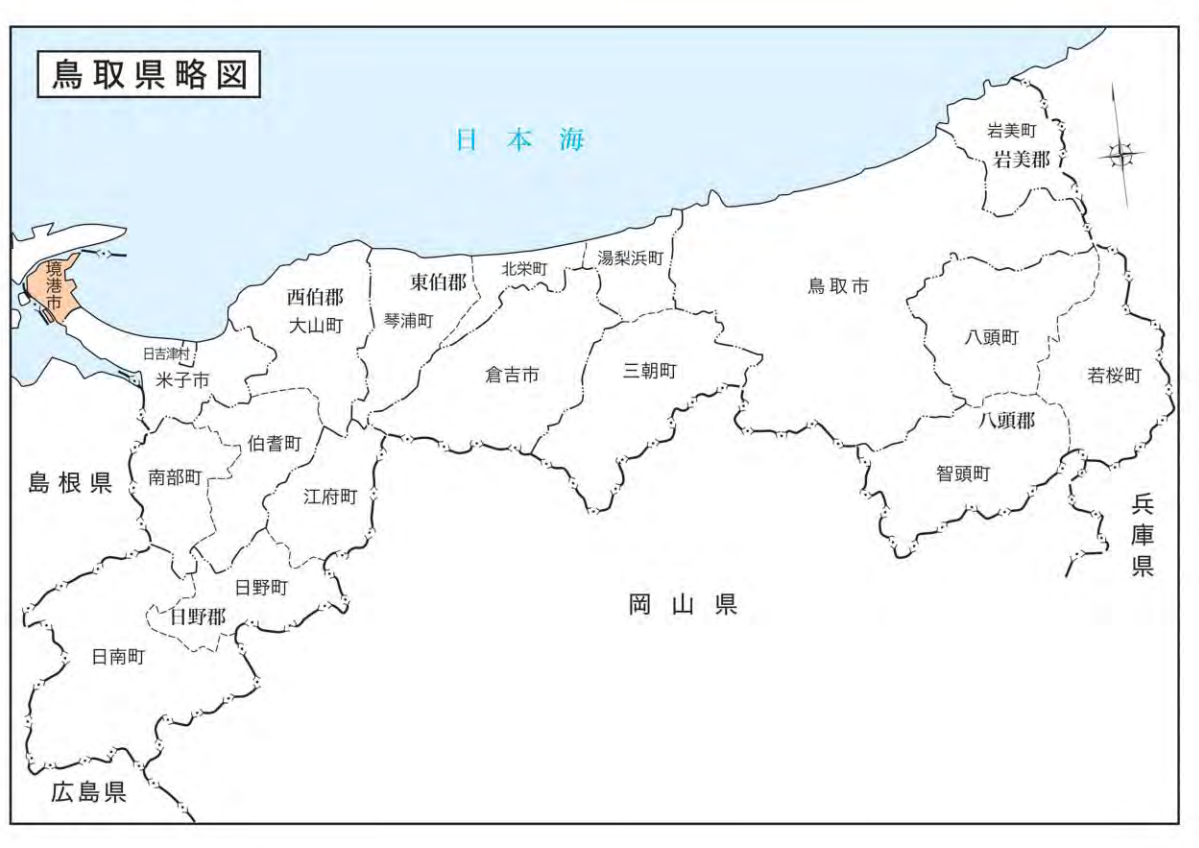 鳥取県略図
日本海
岩美町
岩美郡
境港市
西伯郡
大山町
東伯郡
琴浦町
北栄町
湯梨浜町
鳥取市
八頭町
若桜町
日吉津村
米子市
倉吉市
三朝町
八頭郡
智頭町
伯耆町
南部町
江府町
島根県
兵庫県
日野町
日野郡
岡山県
日南町
広島県